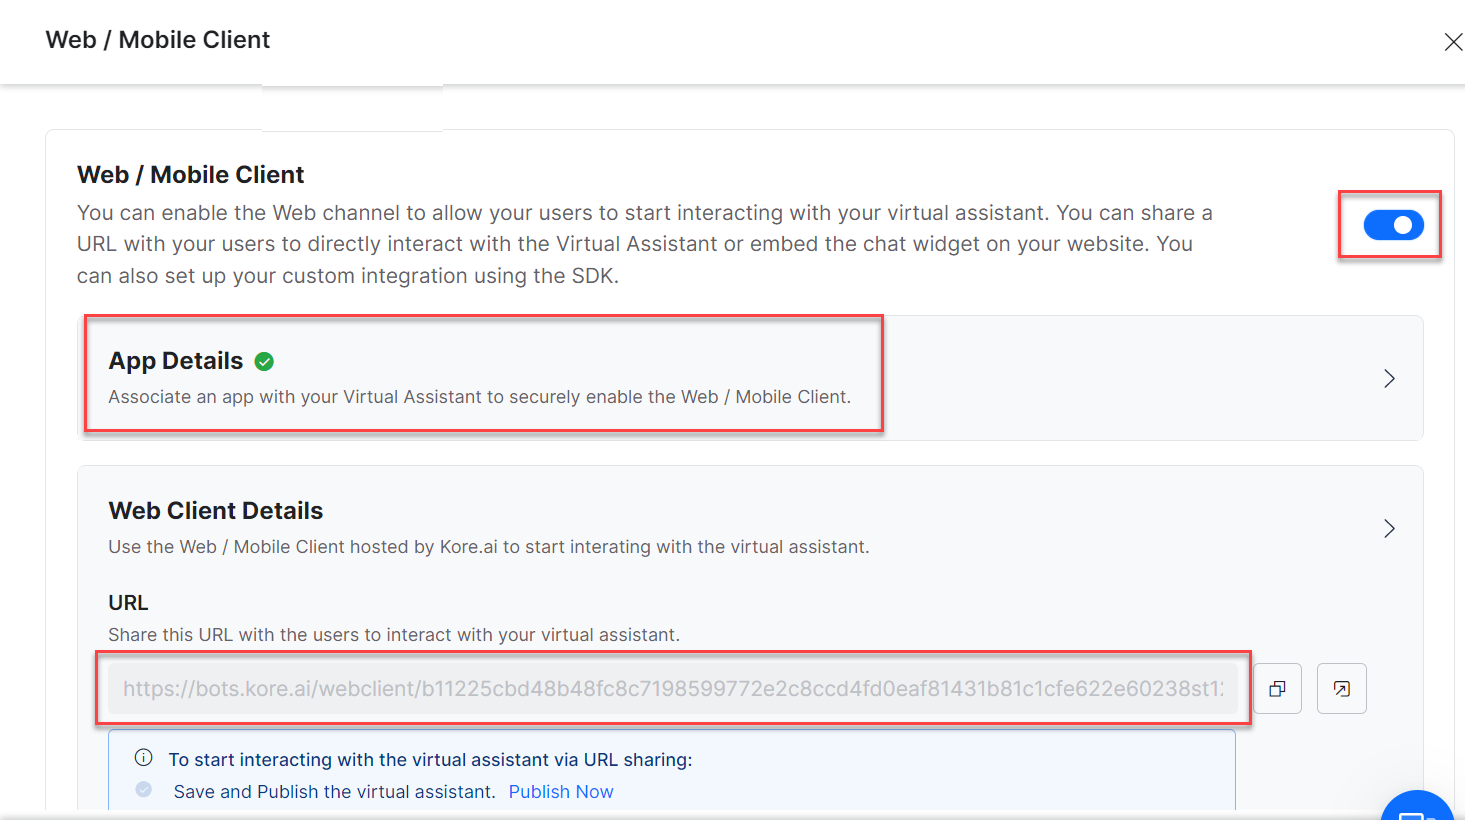 Web / Mobile Client
Web / Mobile Client
You can enable the Web channel to allow your users to start interacting with your virtual assistant. You can share a
URL with your users to directly interact with the Virtual Assistant or embed the chat widget on your website. You
can also set up your custom integration using the SDK.
App Details
Associate an app with your Virtual Assistant to securely enable the Web / Mobile Client.
Web Client Details
Use the Web / Mobile Client hosted by Kore.ai to start interating with the virtual assistant.
URL
Share this URL with the users to interact with your virtual assistant.
https://bots.kore.ai/webclient/b11225cbd48b48fc8c7198599772e2c8ccd4fd0eaf81431b81c1cfe622e60238st1
To start interacting with the virtual assistant via URL sharing:
Save and Publish the virtual assistant. Publish Now